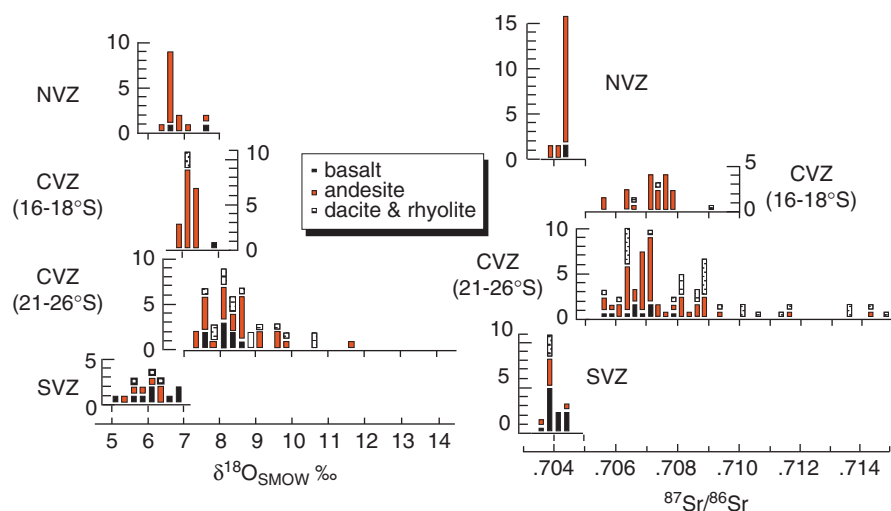 10
5
0
NVZ
10
5
0
CVZ
(16-18°S)
10
5
0
CVZ
(21-26°S)
5
0
SVZ
5 6 7 8 9 10 11 12 13 14
δ¹⁸O_SMOW ‰
basalt
andesite
dacite & rhyolite
15
10
5
0
NVZ
5
0
CVZ
(16-18°S)
10
5
0
CVZ
(21-26°S)
10
5
0
SVZ
.704 .706 .708 .710 .712 .714
⁸⁷Sr/⁸⁶Sr